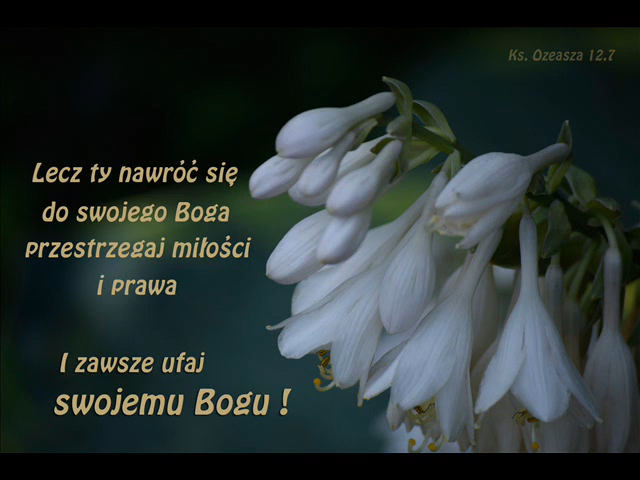 Ks. Ozeasza 12.7
Lecz ty nawróć się
do swojego Boga
przestrzegaj miłości
i prawa
I zawsze ufaj
swojemu Bogu !